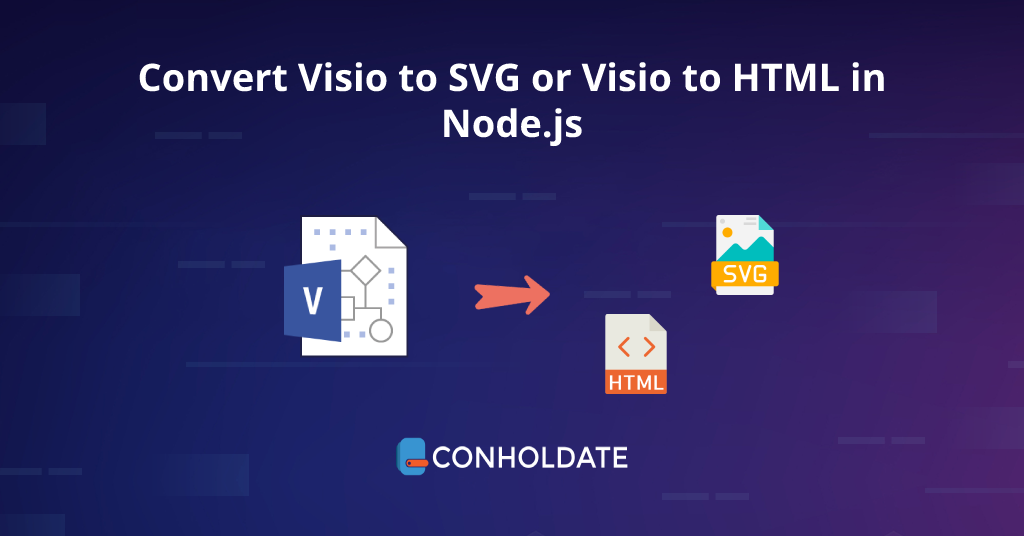 Convert Visio to SVG or Visio to HTML in
Node.js
V
SVG
HTML
CONHOLDATE